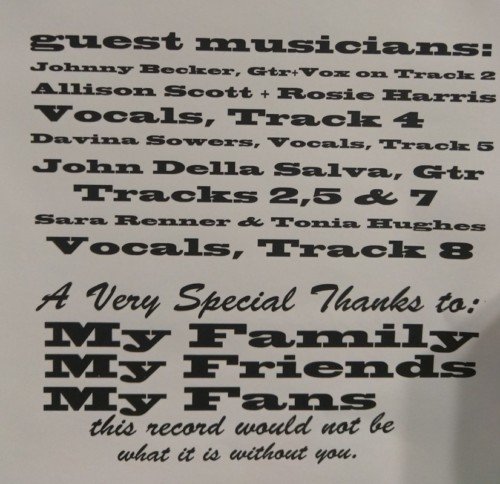 guest musicians:
Johnny Becker, Gtr+Vox on Track 2
Allison Scott + Rosie Harris
Vocals, Track 4
Davina Sowers, Vocals, Track 5
John Della Salva, Gtr
Tracks 2,5 & 7
Sara Renner & Tonia Hughes
Vocals, Track 8
A Very Special Thanks to:
My Family
My Friends
My Fans
this record would not be
what it is without you.